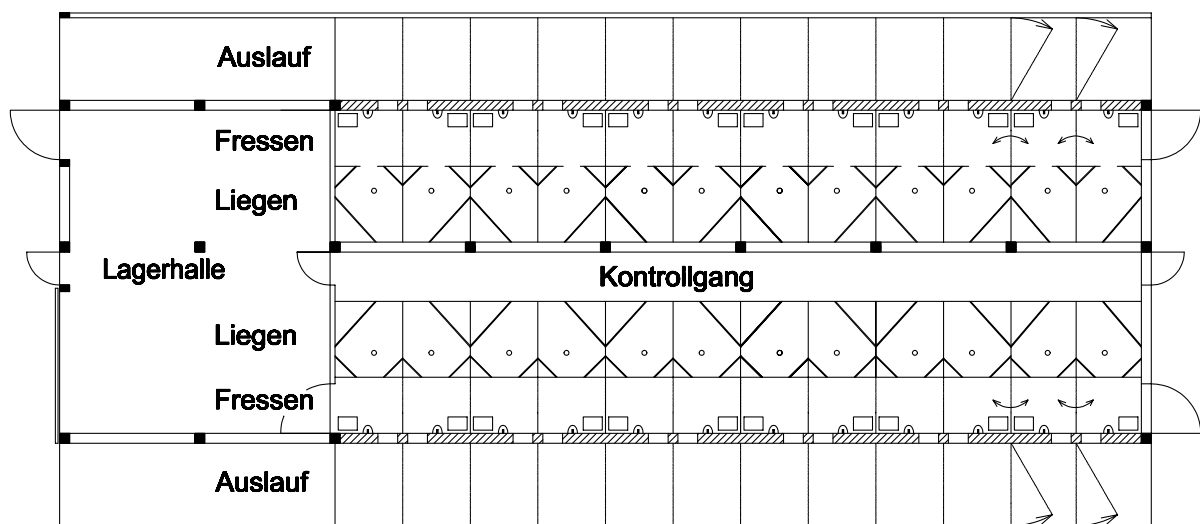 Auslauf
Fressen
Liegen
Lagerhalle
Kontrollgang
Liegen
Fressen
Auslauf